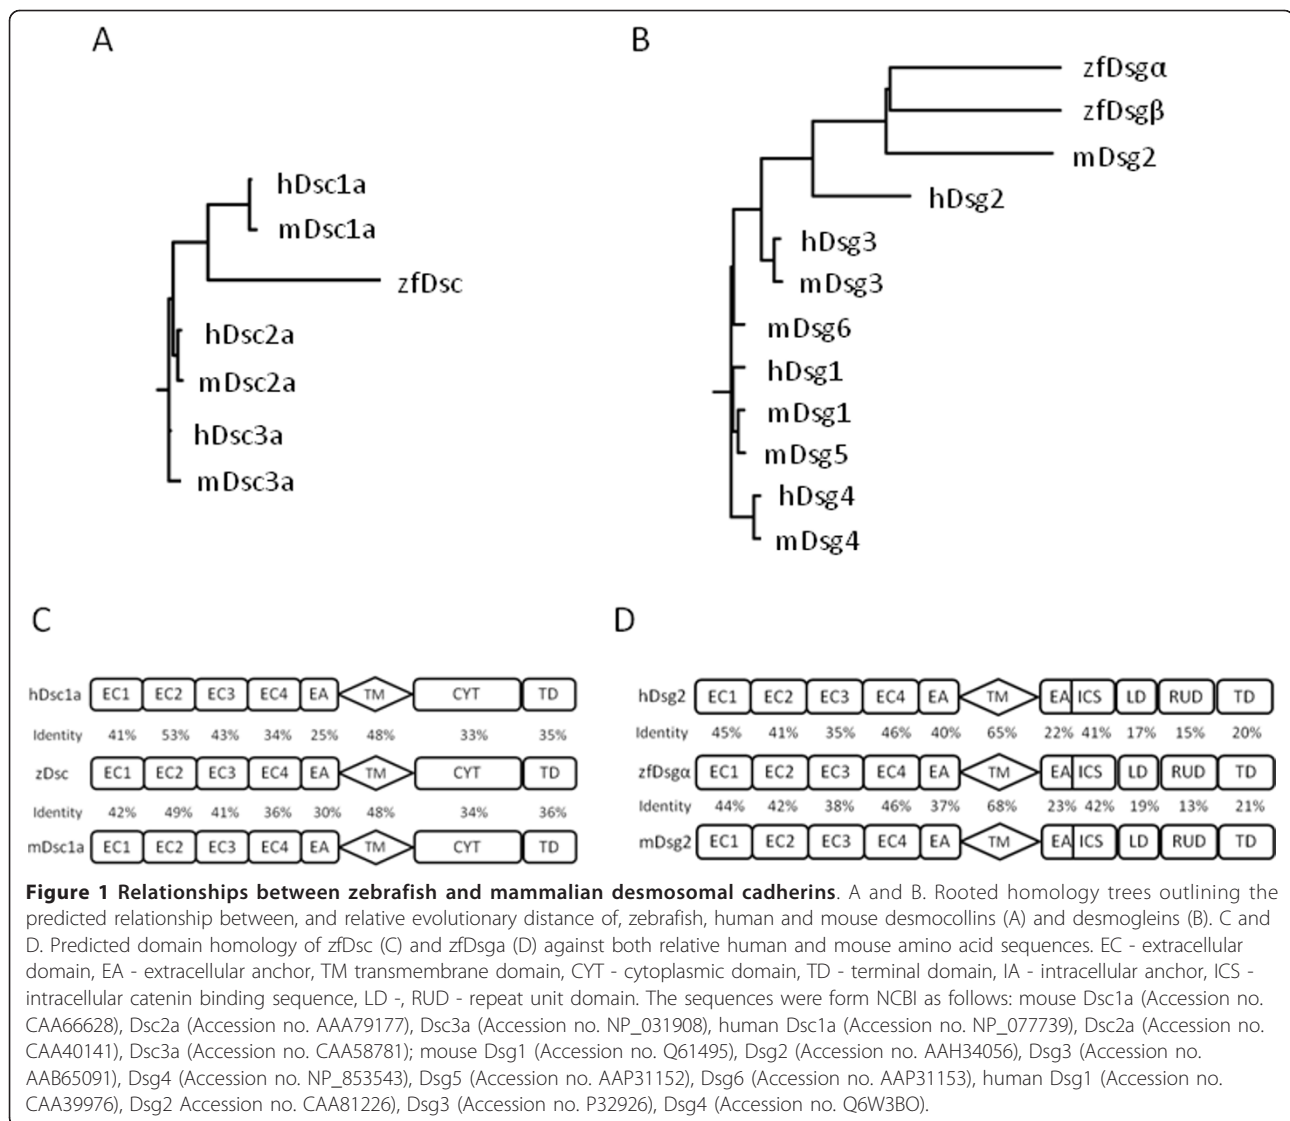 A
B
hDsc1a
mDsc1a
zfDsc
hDsc2a
mDsc2a
hDsc3a
mDsc3a
zfDsgα
zfDsgβ
mDsg2
hDsg2
hDsg3
mDsg3
mDsg6
hDsg1
mDsg1
mDsg5
hDsg4
mDsg4
C
hDsc1a EC1 EC2 EC3 EC4 EA TM CYT TD
Identity 41% 53% 43% 34% 25% 48% 33% 35%
zDsc EC1 EC2 EC3 EC4 EA TM CYT TD
Identity 42% 49% 41% 36% 30% 48% 34% 36%
mDsc1a EC1 EC2 EC3 EC4 EA TM CYT TD
D
hDsg2 EC1 EC2 EC3 EC4 EA TM EA ICS LD RUD TD
Identity 45% 41% 35% 46% 40% 65% 22% 41% 17% 15% 20%
zfDsgα EC1 EC2 EC3 EC4 EA TM EA ICS LD RUD TD
Identity 44% 42% 38% 46% 37% 68% 23% 42% 19% 13% 21%
mDsg2 EC1 EC2 EC3 EC4 EA TM EA ICS LD RUD TD
Figure 1 Relationships between zebrafish and mammalian desmosomal cadherins. A and B. Rooted homology trees outlining the
predicted relationship between, and relative evolutionary distance of, zebrafish, human and mouse desmocollins (A) and desmogleins (B). C and
D. Predicted domain homology of zfDsc (C) and zfDsga (D) against both relative human and mouse amino acid sequences. EC - extracellular
domain, EA - extracellular anchor, TM transmembrane domain, CYT - cytoplasmic domain, TD - terminal domain, IA - intracellular anchor, ICS -
intracellular catenin binding sequence, LD -, RUD - repeat unit domain. The sequences were form NCBI as follows: mouse Dsc1a (Accession no.
CAA66628), Dsc2a (Accession no. AAA79177), Dsc3a (Accession no. NP_031908), human Dsc1a (Accession no. NP_077739), Dsc2a (Accession no.
CAA40141), Dsc3a (Accession no. CAA58781); mouse Dsg1 (Accession no. Q61495), Dsg2 (Accession no. AAH34056), Dsg3 (Accession no.
AAB65091), Dsg4 (Accession no. NP_853543), Dsg5 (Accession no. AAP31152), Dsg6 (Accession no. AAP31153), human Dsg1 (Accession no.
CAA39976), Dsg2 Accession no. CAA81226), Dsg3 (Accession no. P32926), Dsg4 (Accession no. Q6W3BO).